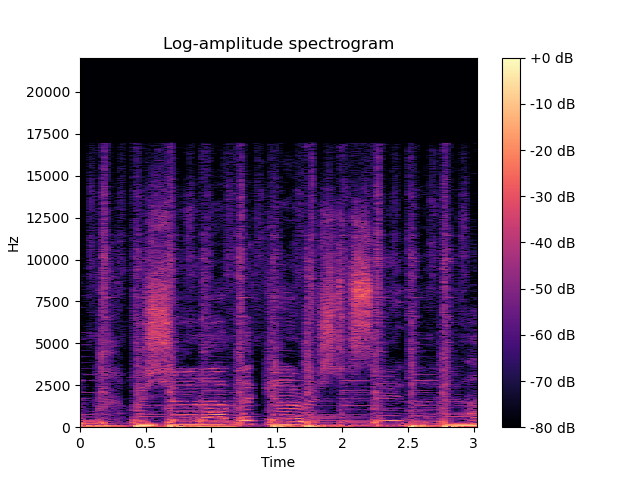 Log-amplitude spectrogram
Hz
20000
17500
15000
12500
10000
7500
5000
2500
0
0 0.5 1 1.5 2 2.5 3
Time
+0 dB
-10 dB
-20 dB
-30 dB
-40 dB
-50 dB
-60 dB
-70 dB
-80 dB